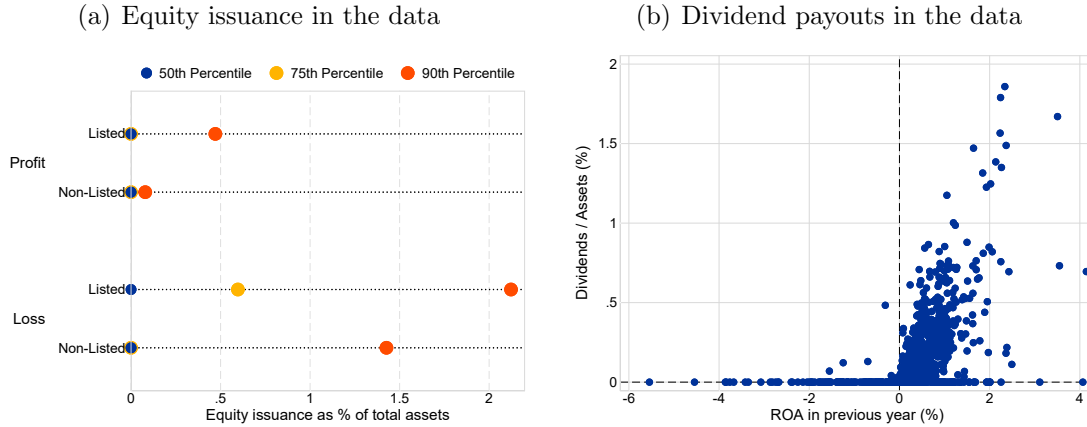 (a) Equity issuance in the data
50th Percentile 75th Percentile 90th Percentile
Listed
Profit
Non-Listed
Listed
Loss
Non-Listed
0 .5 1 1.5 2
Equity issuance as % of total assets
(b) Dividend payouts in the data
2
1.5
1
.5
0
Dividends / Assets (%)
-6 -4 -2 0 2 4
ROA in previous year (%)